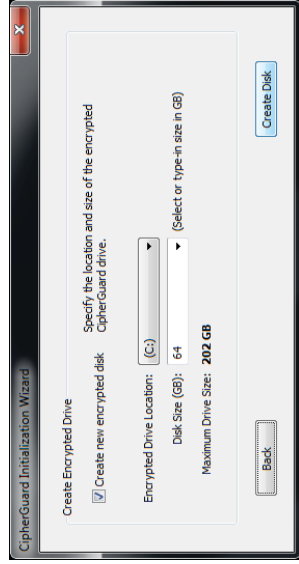 CipherGuard Initialization Wizard
Create Encrypted Drive
Create new encrypted disk
Specify the location and size of the encrypted
CipherGuard drive.
Encrypted Drive Location: (C:)
Disk Size (GB): 64 (Select or type-in size in GB)
Maximum Drive Size: 202 GB
Back
Create Disk